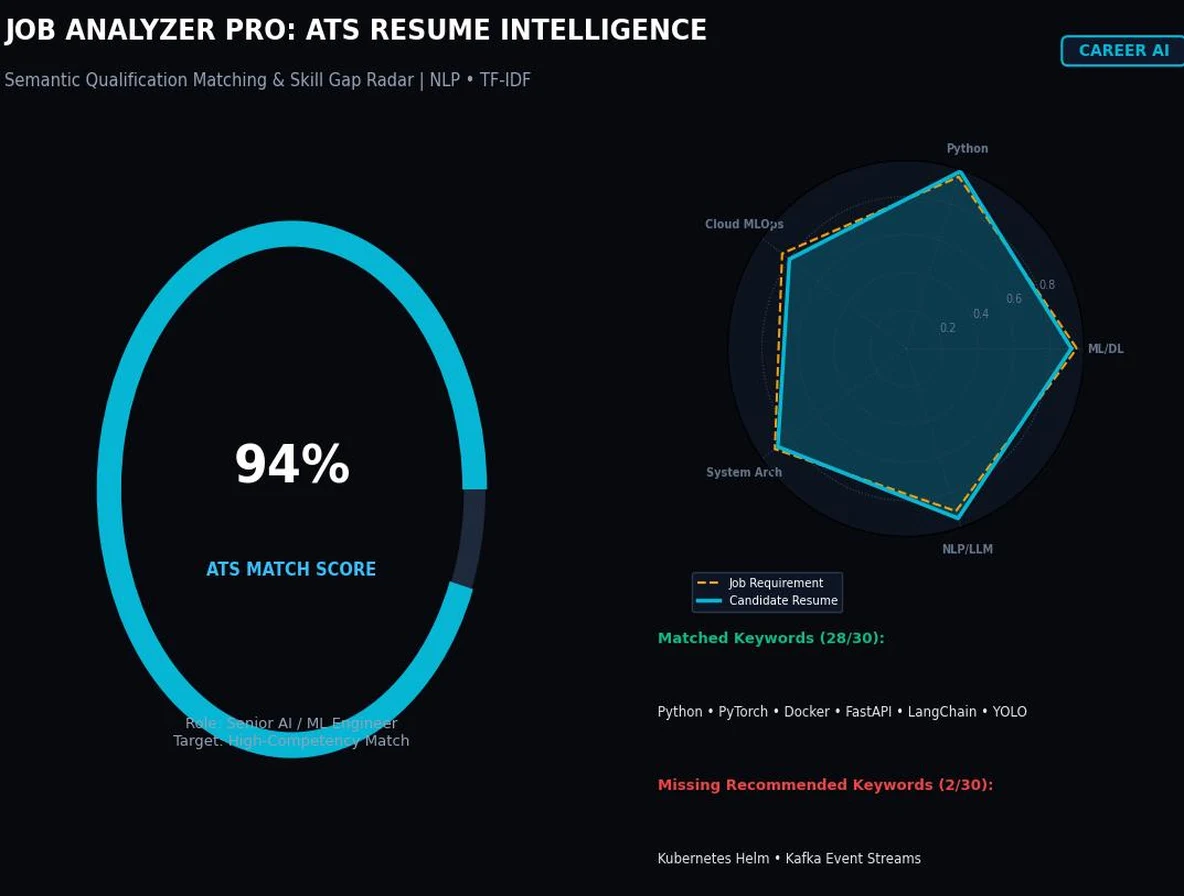 JOB ANALYZER PRO: ATS RESUME INTELLIGENCE
CAREER AI
Semantic Qualification Matching & Skill Gap Radar | NLP • TF-IDF
94%
ATS MATCH SCORE
Role: Senior AI / ML Engineer
Target: High-Competency Match
Python
Cloud MLOps
0.8
0.6
0.4
0.2
ML/DL
System Arch
NLP/LLM
Job Requirement
Candidate Resume
Matched Keywords (28/30):
Python • PyTorch • Docker • FastAPI • LangChain • YOLO
Missing Recommended Keywords (2/30):
Kubernetes Helm • Kafka Event Streams